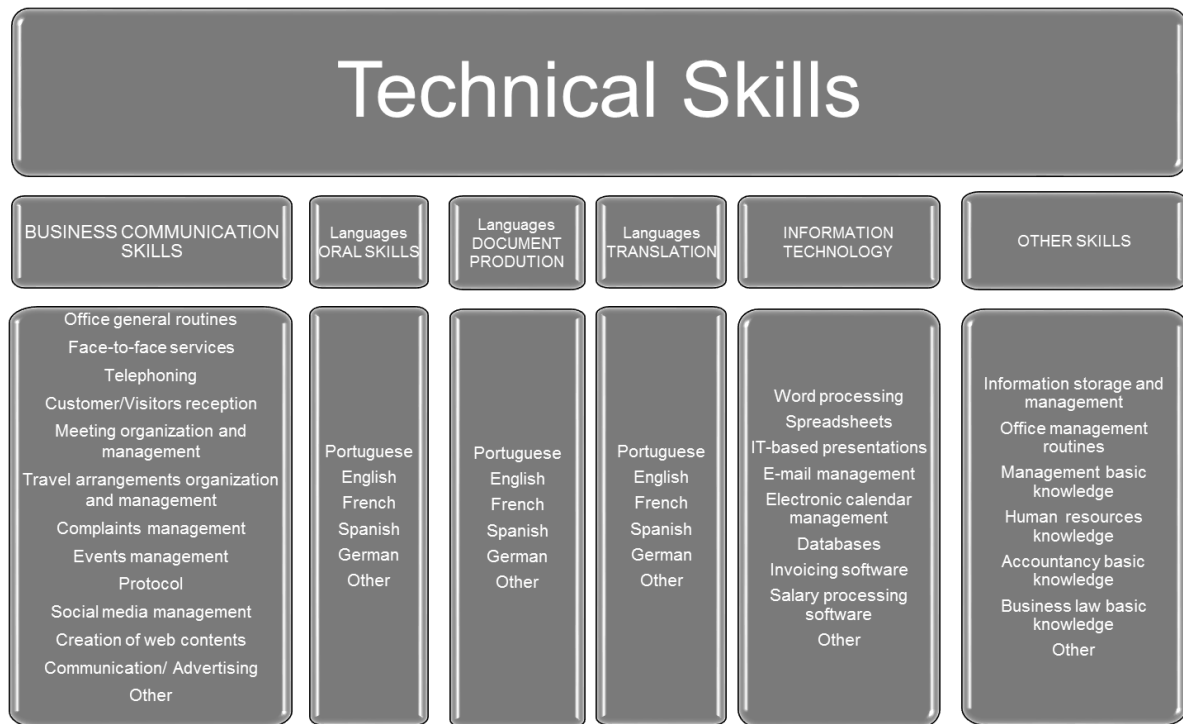 Technical Skills
BUSINESS COMMUNICATION
SKILLS
Languages
ORAL SKILLS
Languages
DOCUMENT
PRODUTION
Languages
TRANSLATION
INFORMATION
TECHNOLOGY
OTHER SKILLS
Office general routines
Face-to-face services
Telephoning
Customer/Visitors reception
Meeting organization and
management
Travel arrangements organization
and management
Complaints management
Events management
Protocol
Social media management
Creation of web contents
Communication/ Advertising
Other
Portuguese
English
French
Spanish
German
Other
Portuguese
English
French
Spanish
German
Other
Portuguese
English
French
Spanish
German
Other
Word processing
Spreadsheets
IT-based presentations
E-mail management
Electronic calendar
management
Databases
Invoicing software
Salary processing
software
Other
Information storage and
management
Office management
routines
Management basic
knowledge
Human resources
knowledge
Accountancy basic
knowledge
Business law basic
knowledge
Other